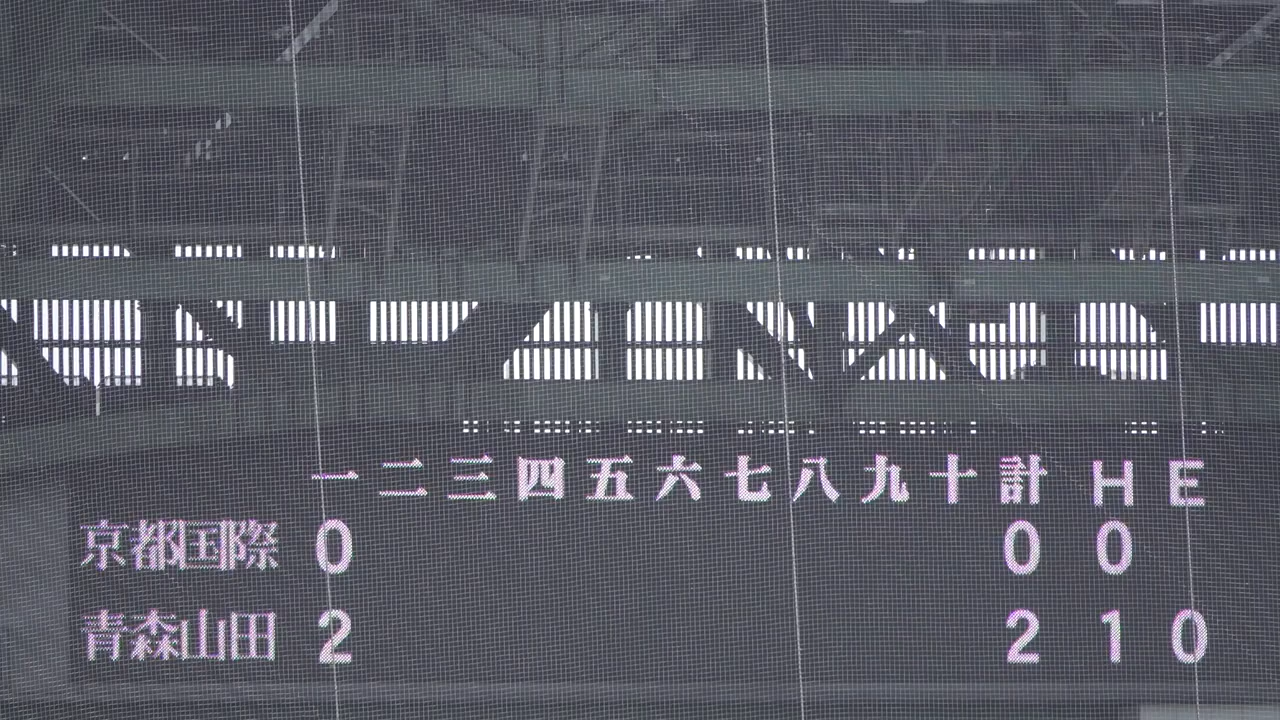 一 二 三 四 五 六 七 八 九 十 計 H E
京都国際 0 0 0
青森山田 2 2 1 0